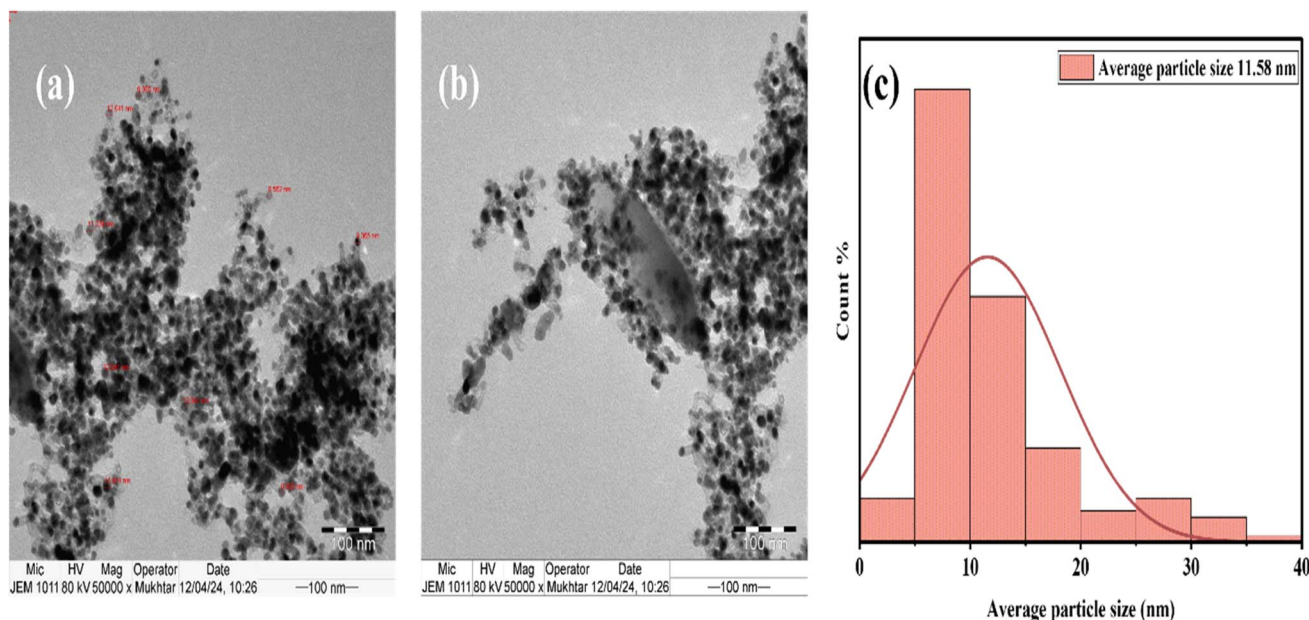 (a)
100 nm
Mic HV Mag Operator Date
JEM 1011 80 kV 50000 x Mukhtar 12/04/24, 10:26 —100 nm—
(b)
100 nm
Mic HV Mag Operator Date
JEM 1011 80 kV 50000 x Mukhtar 12/04/24, 10:26 —100 nm—
(c)
Average particle size 11.58 nm
Count %
0 10 20 30 40
Average particle size (nm)